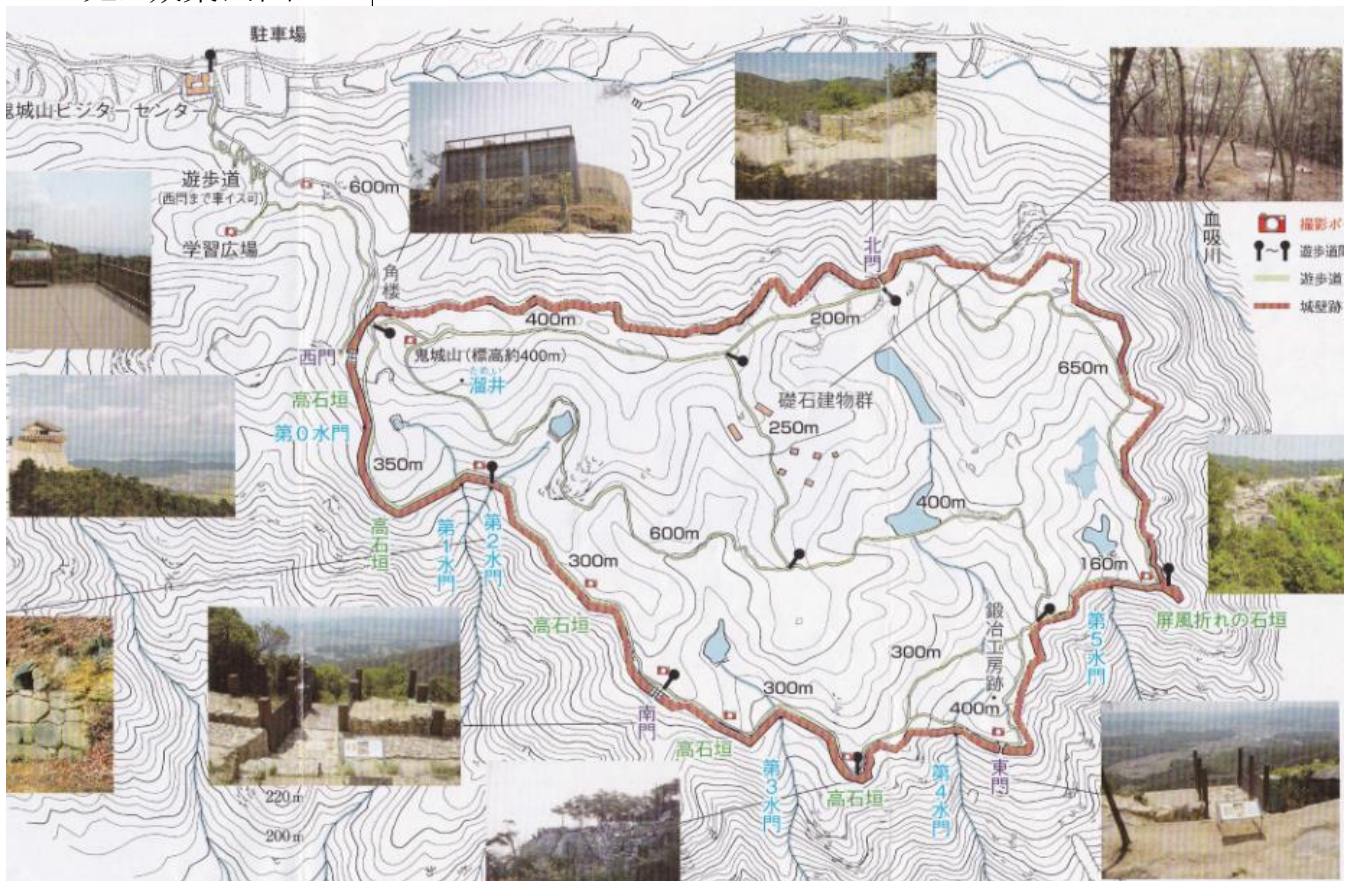 駐車場
鬼城山ビジターセンター
遊歩道
(西門まで車イス可)
600m
学習広場
角楼
北門
血吸川
撮影ポ
遊歩道
遊歩道
城壁跡
400m
200m
西門
鬼城山(標高約400m)
ためい
溜井
650m
高石垣
第0水門
礎石建物群
250m
350m
400m
高石垣
第1水門
第2水門
600m
300m
160m
高石垣
鍛冶工房跡
第5水門
屏風折れの石垣
300m
300m
400m
南門
高石垣
第3水門
高石垣
第4水門
東門
220m
200m